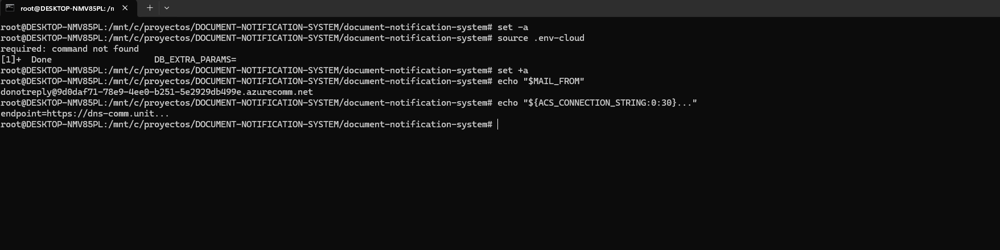 root@DESKTOP-NMV85PL: /n
root@DESKTOP-NMV85PL:/mnt/c/proyectos/DOCUMENT-NOTIFICATION-SYSTEM/document-notification-system# set -a
root@DESKTOP-NMV85PL:/mnt/c/proyectos/DOCUMENT-NOTIFICATION-SYSTEM/document-notification-system# source .env-cloud
required: command not found
[1]+  Done                    DB_EXTRA_PARAMS=
root@DESKTOP-NMV85PL:/mnt/c/proyectos/DOCUMENT-NOTIFICATION-SYSTEM/document-notification-system# set +a
root@DESKTOP-NMV85PL:/mnt/c/proyectos/DOCUMENT-NOTIFICATION-SYSTEM/document-notification-system# echo "$MAIL_FROM"
donotreply@9d0daf71-78e9-4ee0-b251-5e2929db499e.azurecomm.net
root@DESKTOP-NMV85PL:/mnt/c/proyectos/DOCUMENT-NOTIFICATION-SYSTEM/document-notification-system# echo "${ACS_CONNECTION_STRING:0:30}..."
endpoint=https://dns-comm.unit...
root@DESKTOP-NMV85PL:/mnt/c/proyectos/DOCUMENT-NOTIFICATION-SYSTEM/document-notification-system#